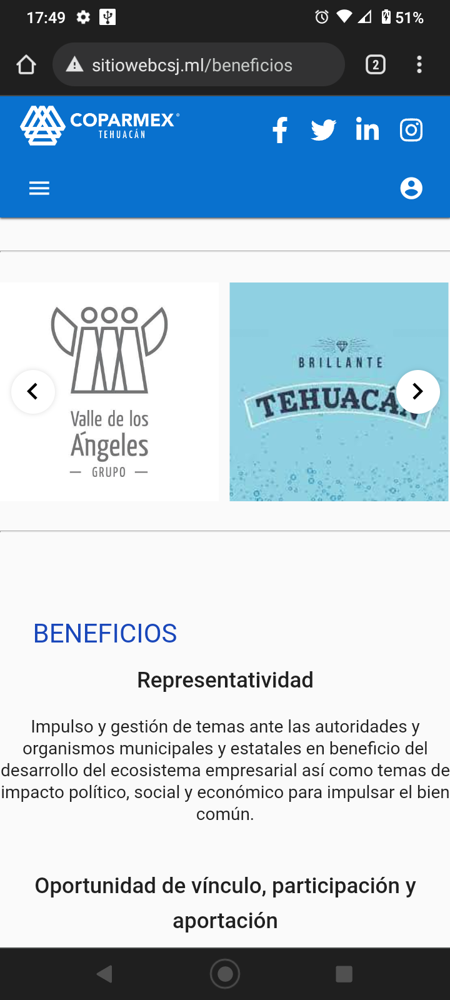 17:49
51%
sitiowebcsj.ml/beneficios
2
COPARMEX®
TEHUACÁN
Valle de los
Ángeles
GRUPO
BRILLANTE
TEHUACÁN
BENEFICIOS
Representatividad
Impulso y gestión de temas ante las autoridades y
organismos municipales y estatales en beneficio del
desarrollo del ecosistema empresarial así como temas de
impacto político, social y económico para impulsar el bien
común.
Oportunidad de vínculo, participación y
aportación